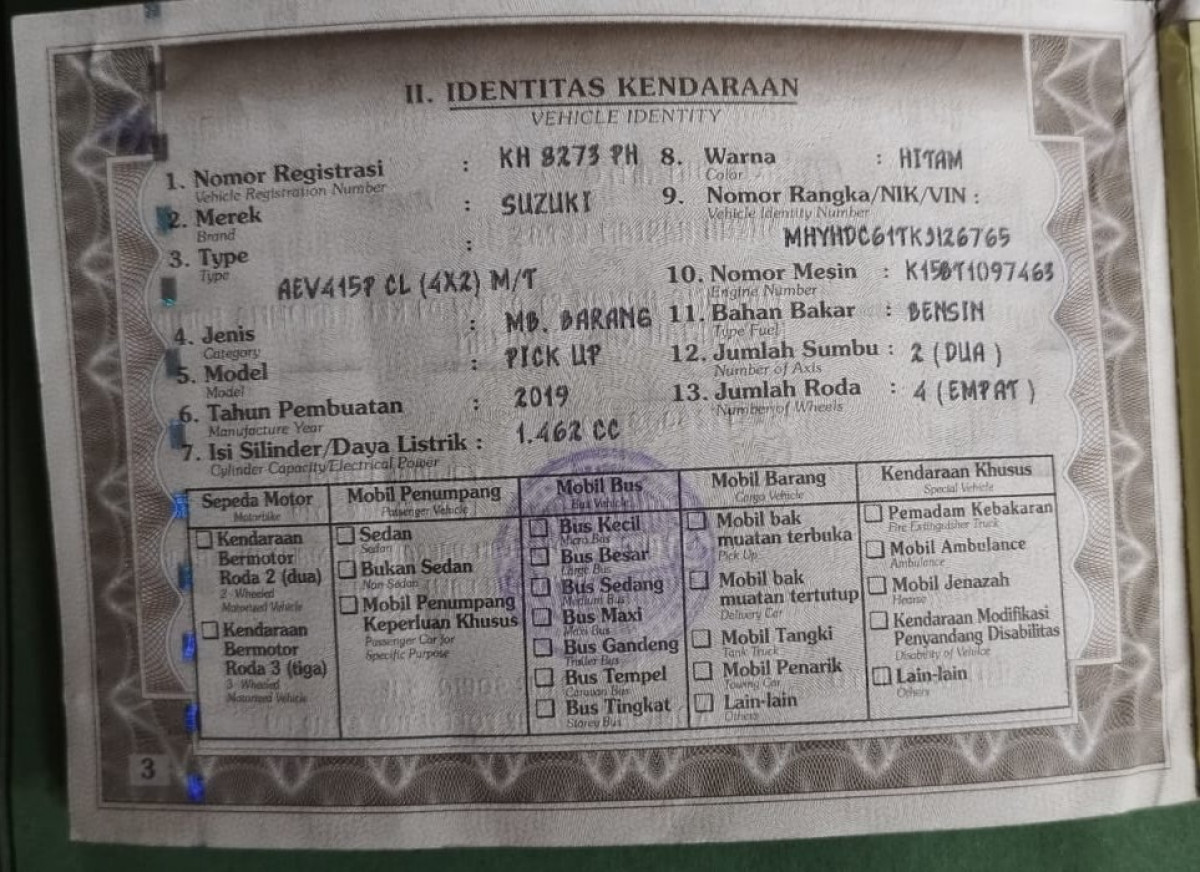 II. IDENTITAS KENDARAAN
VEHICLE IDENTITY
1. Nomor Registrasi : KH 8273 PH
Vehicle Registration Number
2. Merek : SUZUKI
Brand
3. Type :
Type
AEV415P CL (4X2) M/T
4. Jenis : MB. BARANG
Category
5. Model : PICK UP
Model
6. Tahun Pembuatan : 2019
Manufacture Year
7. Isi Silinder/Daya Listrik : 1.462 CC
Cylinder Capacity/Electrical Power
8. Warna : HITAM
Color
9. Nomor Rangka/NIK/VIN :
Vehicle Identity Number
MHYHDC61TKJ126765
10. Nomor Mesin : K15BT1097463
Engine Number
11. Bahan Bakar : BENSIN
Type Fuel
12. Jumlah Sumbu : 2 (DUA )
Number of Axis
13. Jumlah Roda : 4 (EMPAT )
Number of Wheels
Sepeda Motor
Motorbike
Kendaraan
Bermotor
Roda 2 (dua)
2 Wheeled
Motorized Vehicle
Kendaraan
Bermotor
Roda 3 (tiga)
3 Wheeled
Motorized Vehicle
Mobil Penumpang
Passenger Vehicle
Sedan
Sedan
Bukan Sedan
Non Sedan
Mobil Penumpang
Keperluan Khusus
Passenger Car for
Specific Purpose
Mobil Bus
Bus Vehicle
Bus Kecil
Micro Bus
Bus Besar
Large Bus
Bus Sedang
Medium Bus
Bus Maxi
Maxi Bus
Bus Gandeng
Trailer Bus
Bus Tempel
Caravan Bus
Bus Tingkat
Storey Bus
Mobil Barang
Cargo Vehicle
Mobil bak
muatan terbuka
Pick Up
Mobil bak
muatan tertutup
Delivery Car
Mobil Tangki
Tank Truck
Mobil Penarik
Towing Car
Lain-lain
Others
Kendaraan Khusus
Special Vehicle
Pemadam Kebakaran
Fire Extinguisher Truck
Mobil Ambulance
Ambulance
Mobil Jenazah
Hearse
Kendaraan Modifikasi
Penyandang Disabilitas
Disability of Vehicle
Lain-lain
Others
3